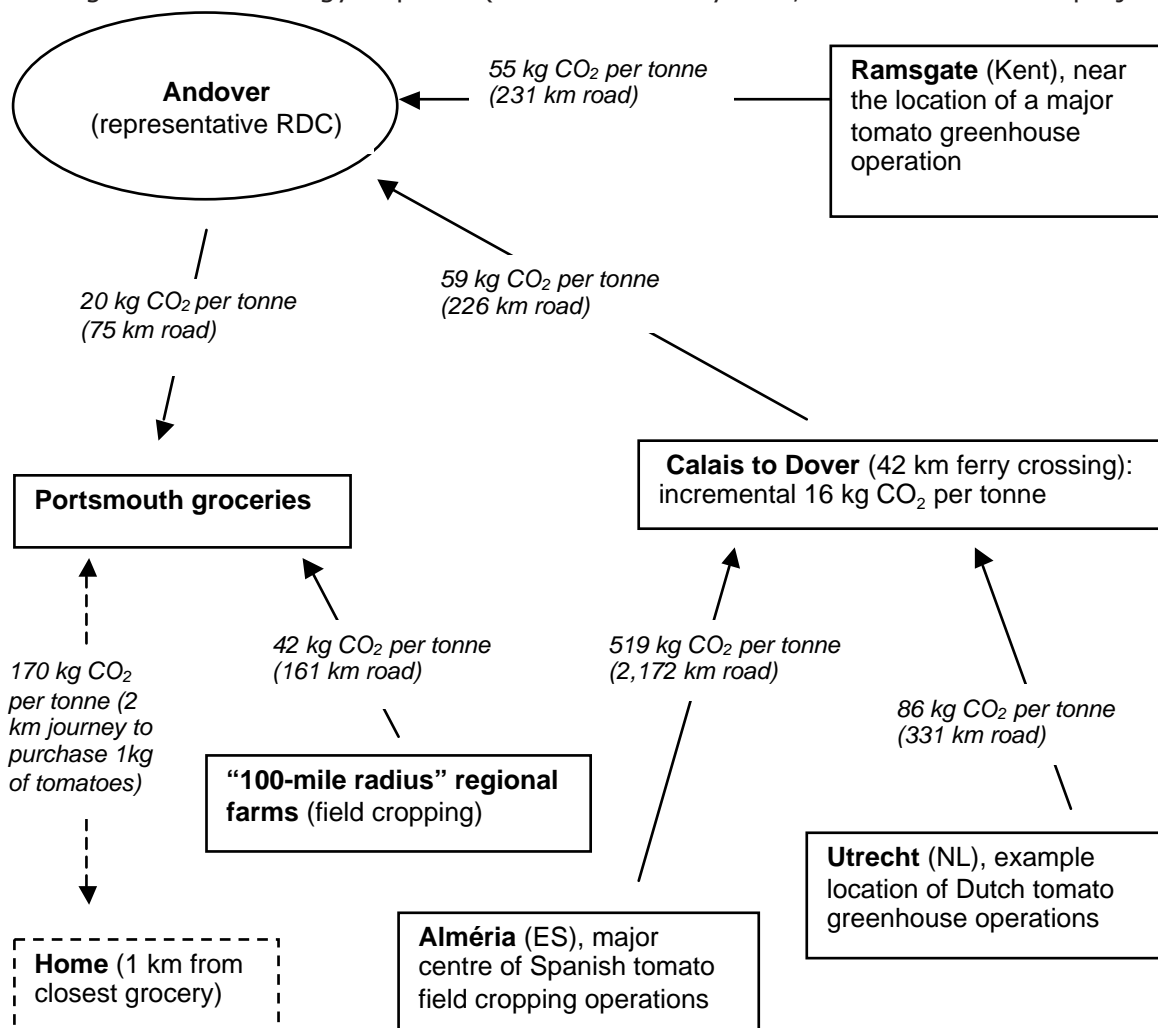 55 kg CO2 per tonne
(231 km road)
Ramsgate (Kent), near
the location of a major
tomato greenhouse
operation
Andover
(representative RDC)
59 kg CO2 per tonne
(226 km road)
20 kg CO2 per tonne
(75 km road)
Calais to Dover (42 km ferry crossing):
incremental 16 kg CO2 per tonne
Portsmouth groceries
42 kg CO2 per tonne
(161 km road)
519 kg CO2 per tonne
(2,172 km road)
170 kg CO2
per tonne (2
km journey to
purchase 1kg
of tomatoes)
86 kg CO2 per tonne
(331 km road)
“100-mile radius” regional
farms (field cropping)
Utrecht (NL), example
location of Dutch tomato
greenhouse operations
Alméria (ES), major
centre of Spanish tomato
field cropping operations
Home (1 km from
closest grocery)